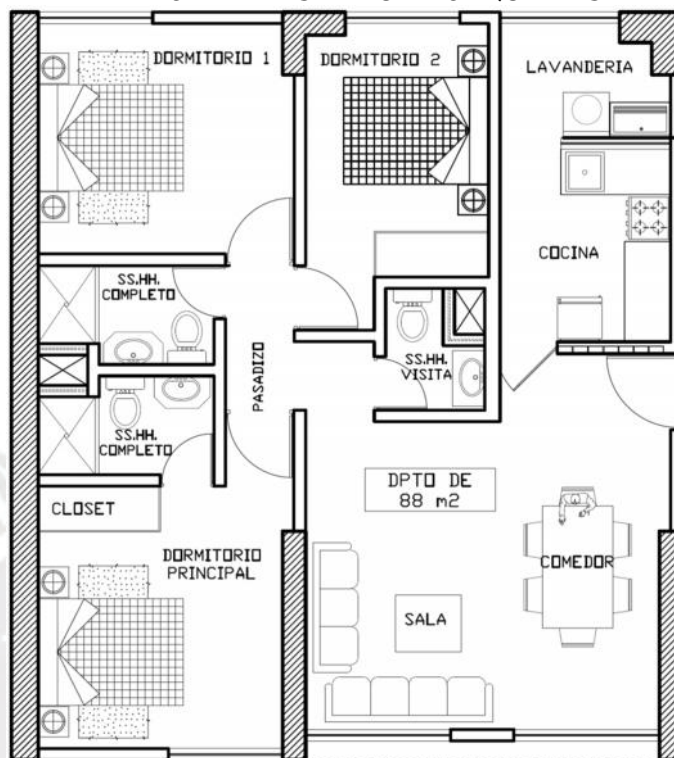 DORMITORIO 1
DORMITORIO 2
LAVANDERIA
COCINA
SS.HH.
COMPLETO
PASADIZO
SS.HH.
VISITA
SS.HH.
COMPLETO
CLOSET
DPTO DE
88 m2
DORMITORIO
PRINCIPAL
COMEDOR
SALA